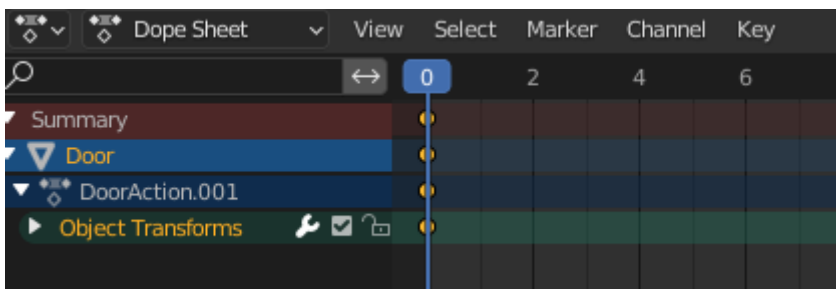 Dope Sheet View Select Marker Channel Key
0 2 4 6
Summary
Door
DoorAction.001
Object Transforms